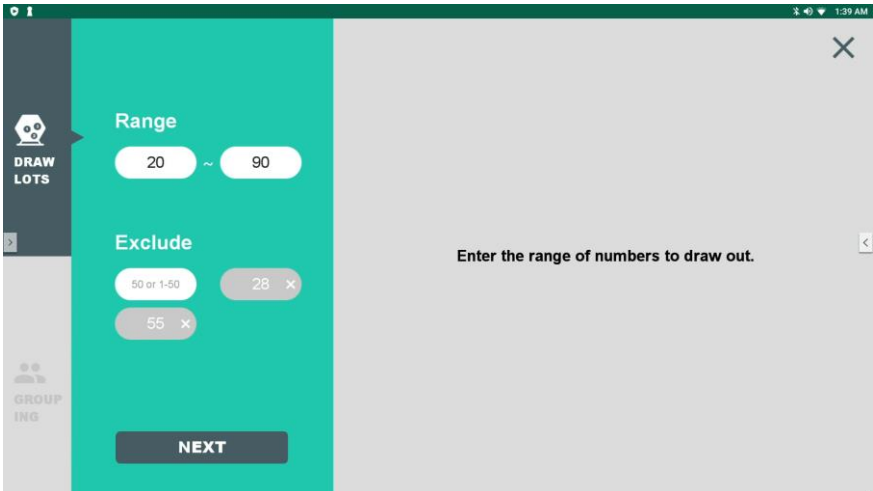 1:39 AM
DRAW
LOTS
GROUP
ING
Range
20 ~ 90
Exclude
50 or 1-50
28 ×
55 ×
NEXT
Enter the range of numbers to draw out.